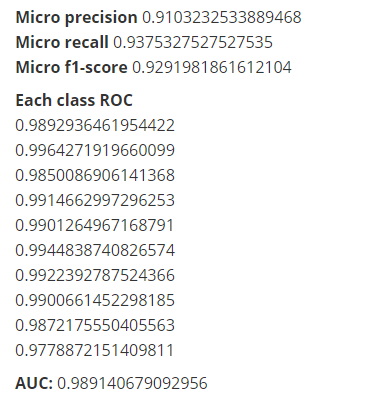 Micro precision 0.9103232533889468
Micro recall 0.9375327527527535
Micro f1-score 0.9291981861612104
Each class ROC
0.9892936461954422
0.9964271919660099
0.9850086906141368
0.9914662997296253
0.9901264967168791
0.9944838740826574
0.9922392787524366
0.9900661452298185
0.9872175550405563
0.9778872151409811
AUC: 0.989140679092956